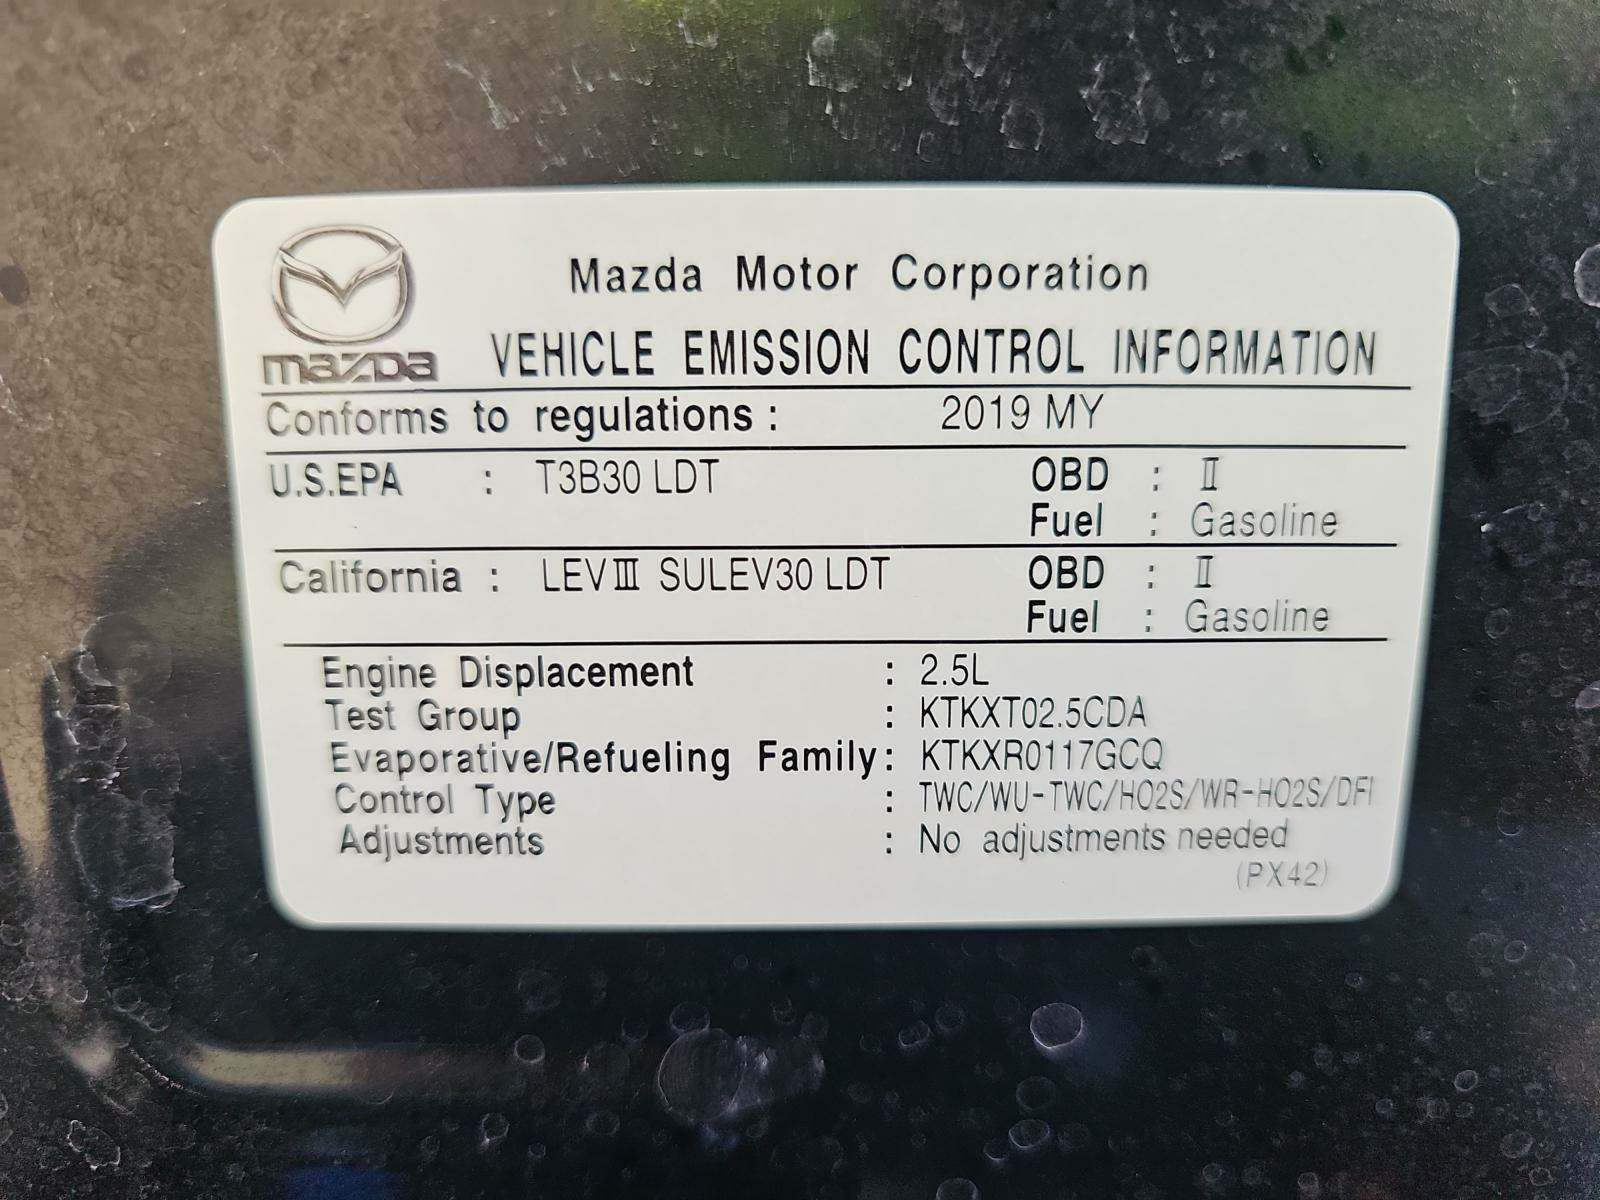 Mazda Motor Corporation
mazda VEHICLE EMISSION CONTROL INFORMATION
Conforms to regulations : 2019 MY
U.S.EPA : T3B30 LDT OBD : Ⅱ
Fuel : Gasoline
California : LEVⅢ SULEV30 LDT OBD : Ⅱ
Fuel : Gasoline
Engine Displacement : 2.5L
Test Group : KTKXT02.5CDA
Evaporative/Refueling Family: KTKXR0117GCQ
Control Type : TWC/WU-TWC/HO2S/WR-HO2S/DFI
Adjustments : No adjustments needed
(PX42)